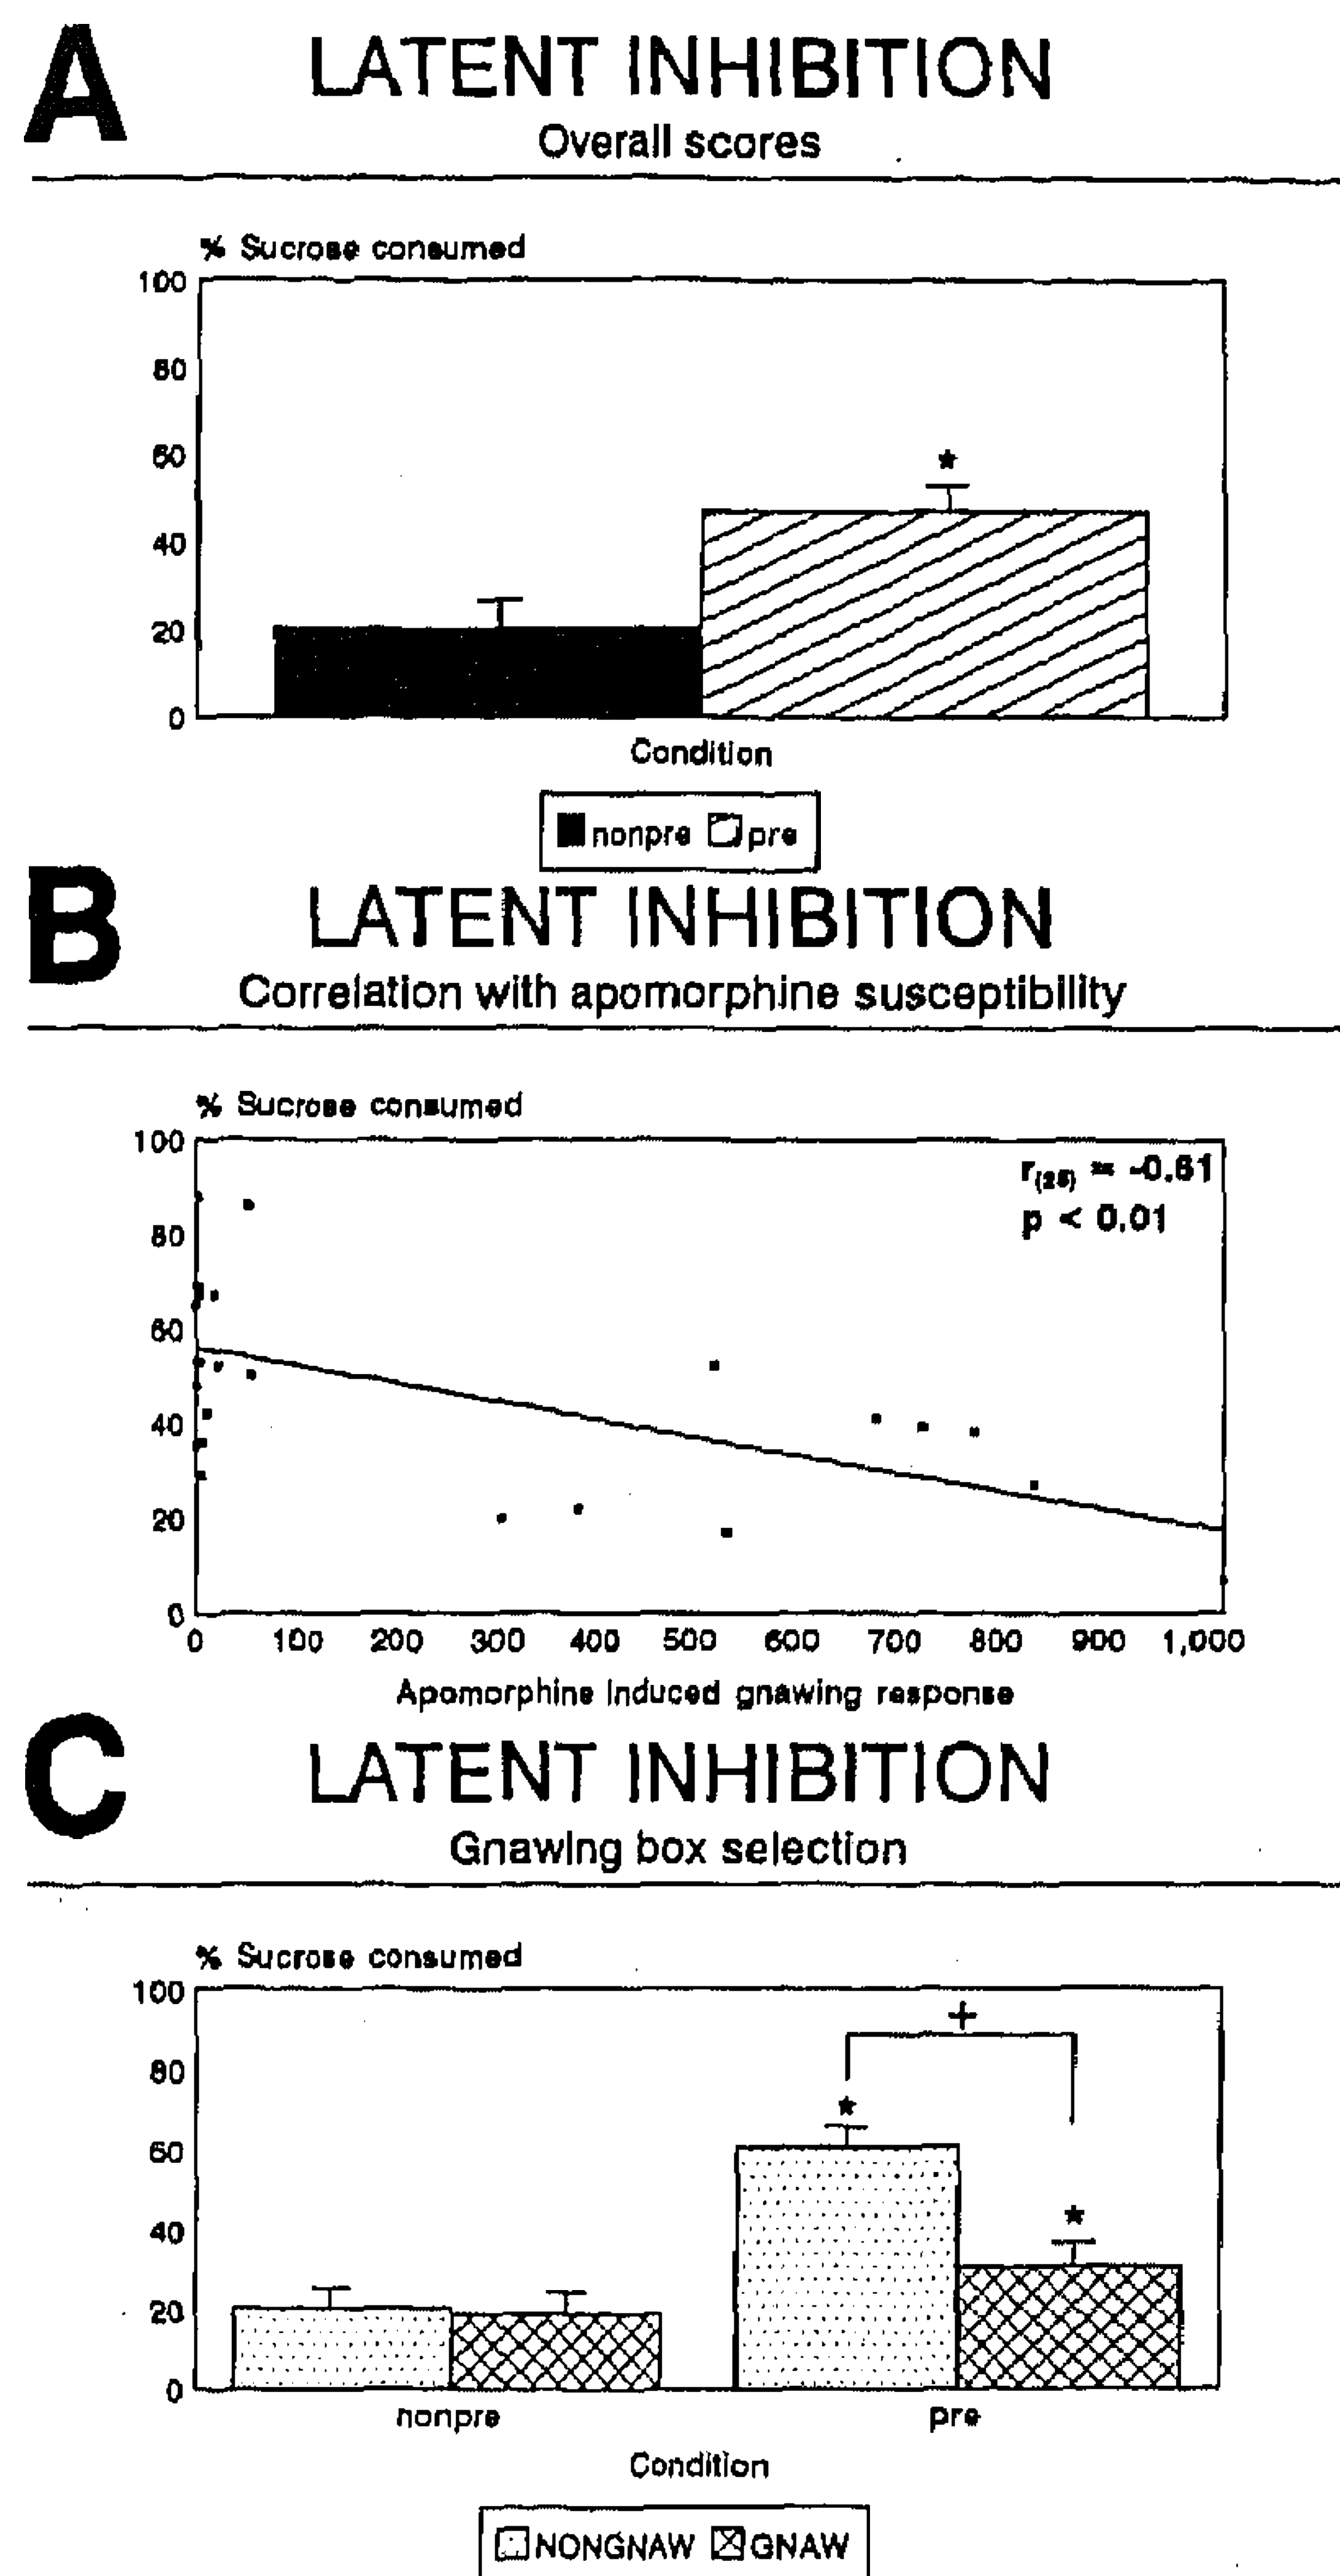 A
LATENT INHIBITION
Overall scores
% Sucrose consumed
100
80
60
★
40
20
0
Condition
nonpre pre
B
LATENT INHIBITION
Correlation with apomorphine susceptibility
% Sucrose consumed
100
r = -0.61
p < 0.01
80
60
40
20
0
0 100 200 300 400 500 600 700 800 900 1,000
Apomorphine induced gnawing response
C
LATENT INHIBITION
Gnawing box selection
% Sucrose consumed
100
+
80
★
60
40
★
20
0
nonpre pre
Condition
NONGNAW GNAW